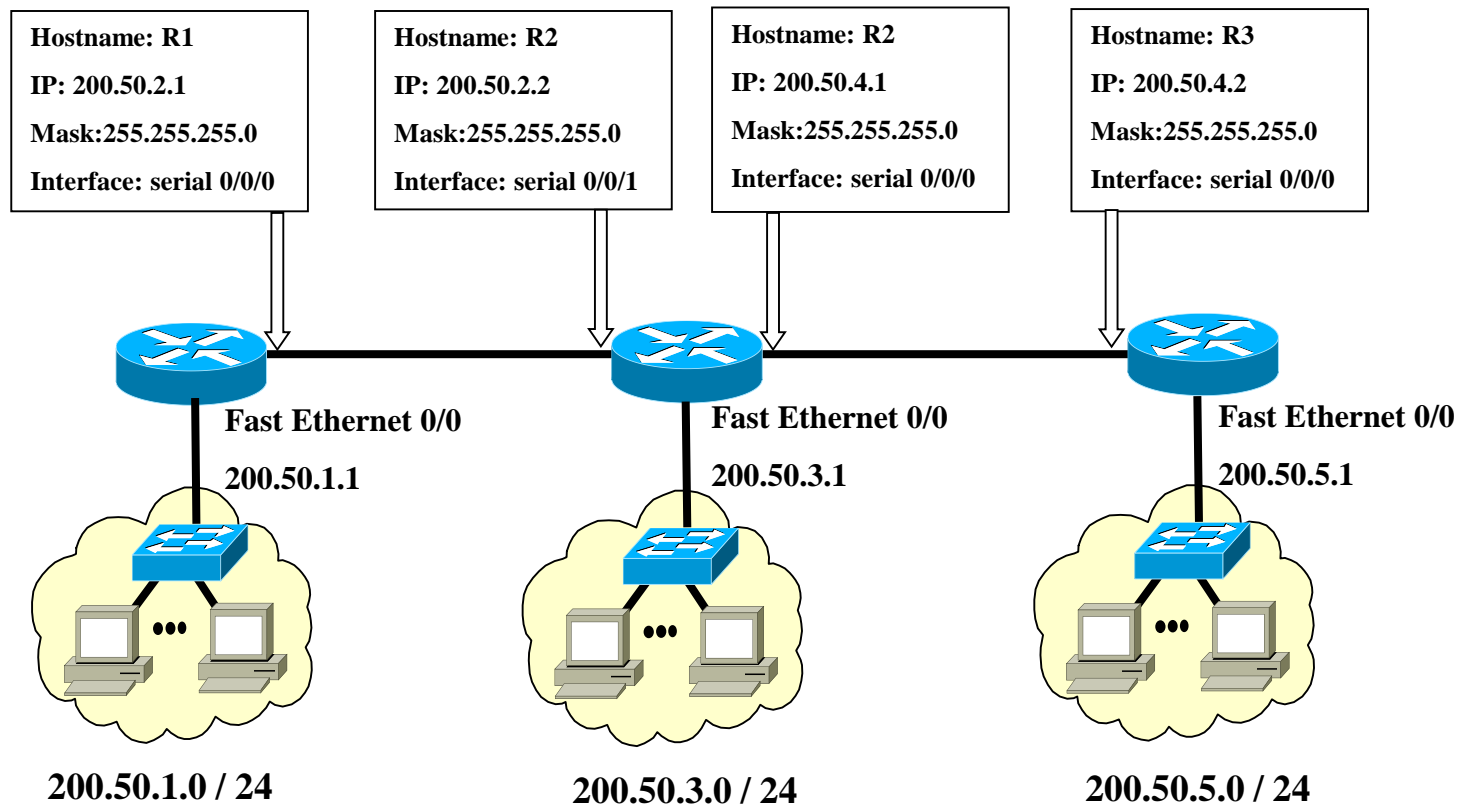 Hostname: R1
IP: 200.50.2.1
Mask:255.255.255.0
Interface: serial 0/0/0
Hostname: R2
IP: 200.50.2.2
Mask:255.255.255.0
Interface: serial 0/0/1
Hostname: R2
IP: 200.50.4.1
Mask:255.255.255.0
Interface: serial 0/0/0
Hostname: R3
IP: 200.50.4.2
Mask:255.255.255.0
Interface: serial 0/0/0
Fast Ethernet 0/0
200.50.1.1
Fast Ethernet 0/0
200.50.3.1
Fast Ethernet 0/0
200.50.5.1
200.50.1.0 / 24
200.50.3.0 / 24
200.50.5.0 / 24